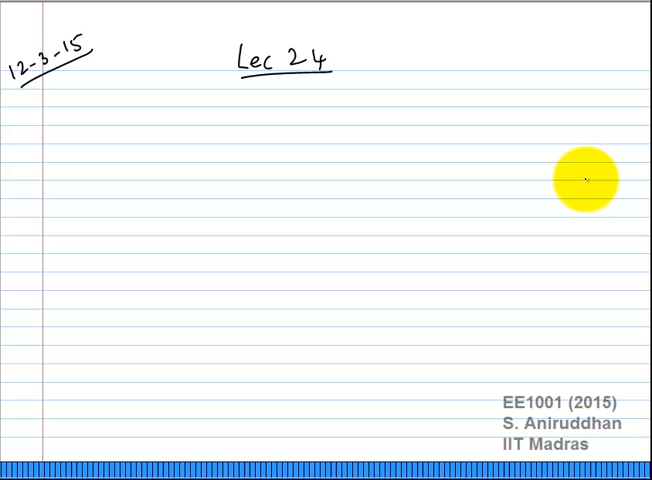 12-3-15
Lec 24
EE1001 (2015)
S. Aniruddhan
IIT Madras